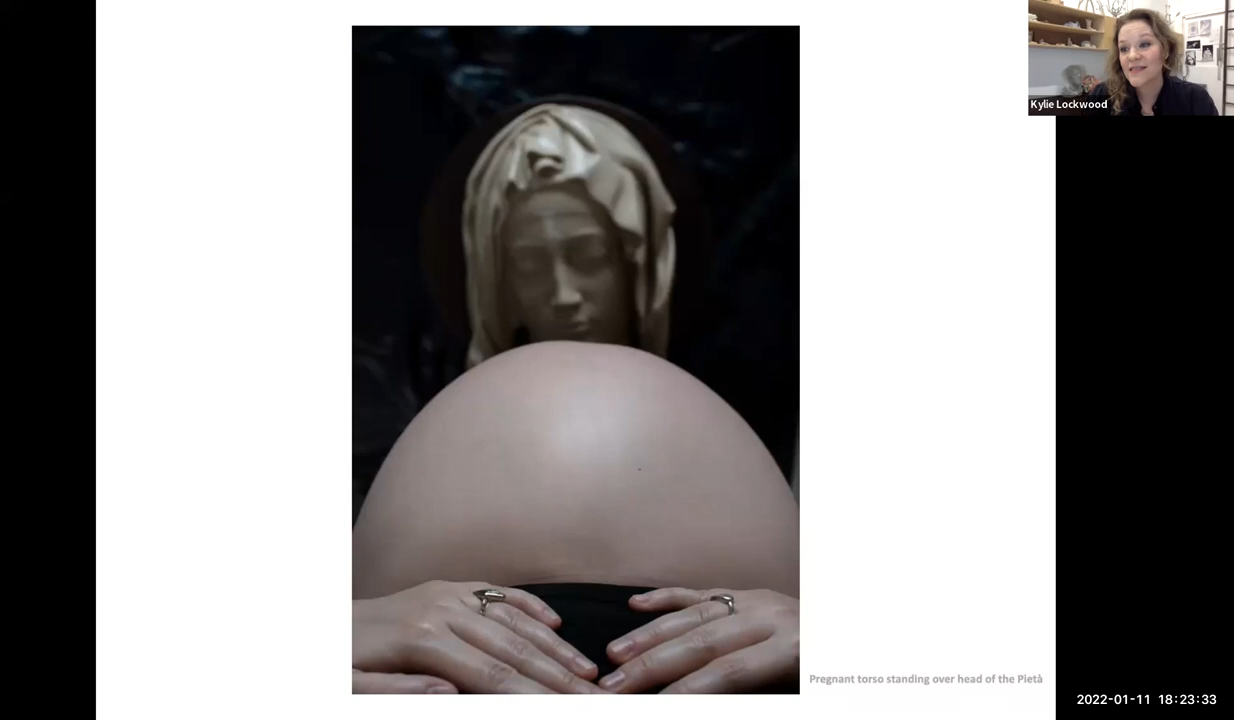 Kylie Lockwood
Pregnant torso standing over head of the Pietà
2022-01-11 18:23:33